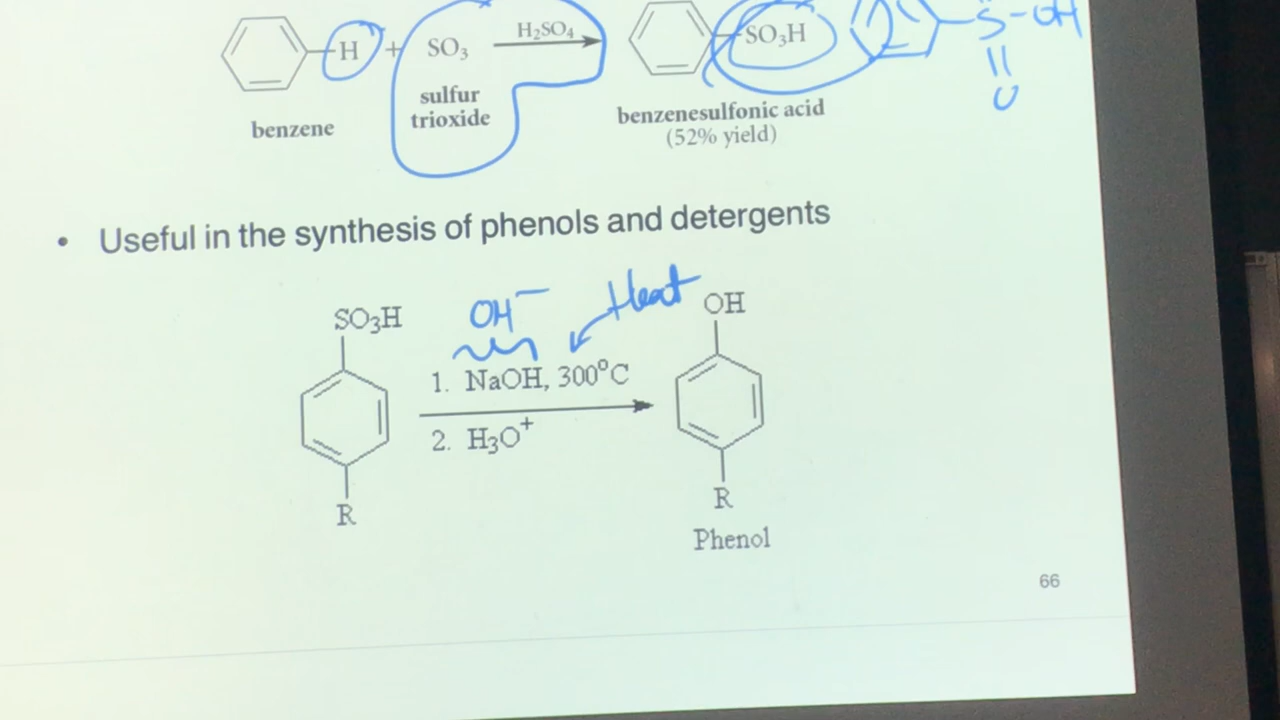 H + SO₃ H₂SO₄ SO₃H S-OH
O
sulfur
trioxide
benzene
benzenesulfonic acid
(52% yield)
• Useful in the synthesis of phenols and detergents
SO₃H OH⁻ Heat OH
1. NaOH, 300°C
2. H₃O⁺
R R
Phenol
66